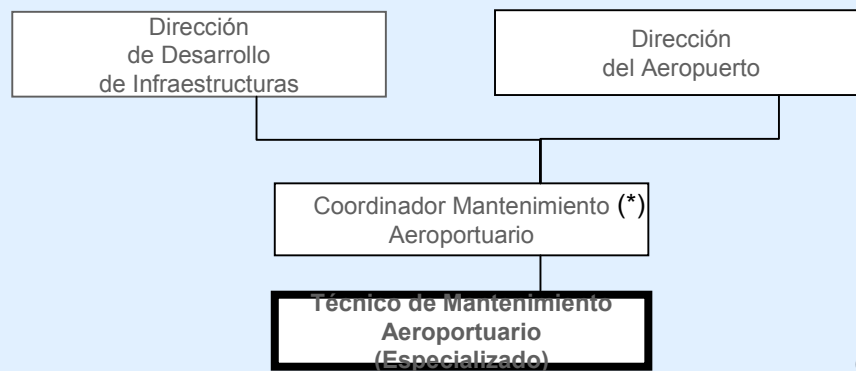 Dirección
de Desarrollo
de Infraestructuras
Dirección
del Aeropuerto
Coordinador Mantenimiento (*)
Aeroportuario
Técnico de Mantenimiento
Aeroportuario
(Especializado)